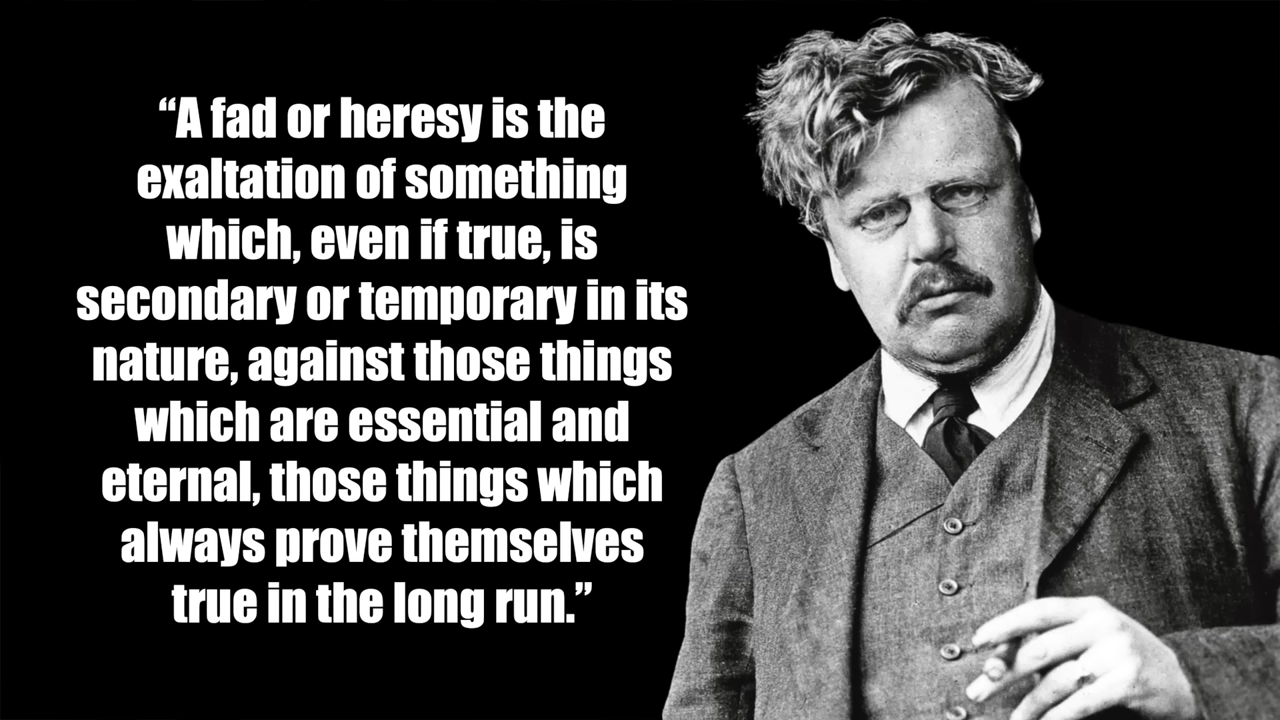 “A fad or heresy is the
exaltation of something
which, even if true, is
secondary or temporary in its
nature, against those things
which are essential and
eternal, those things which
always prove themselves
true in the long run.”